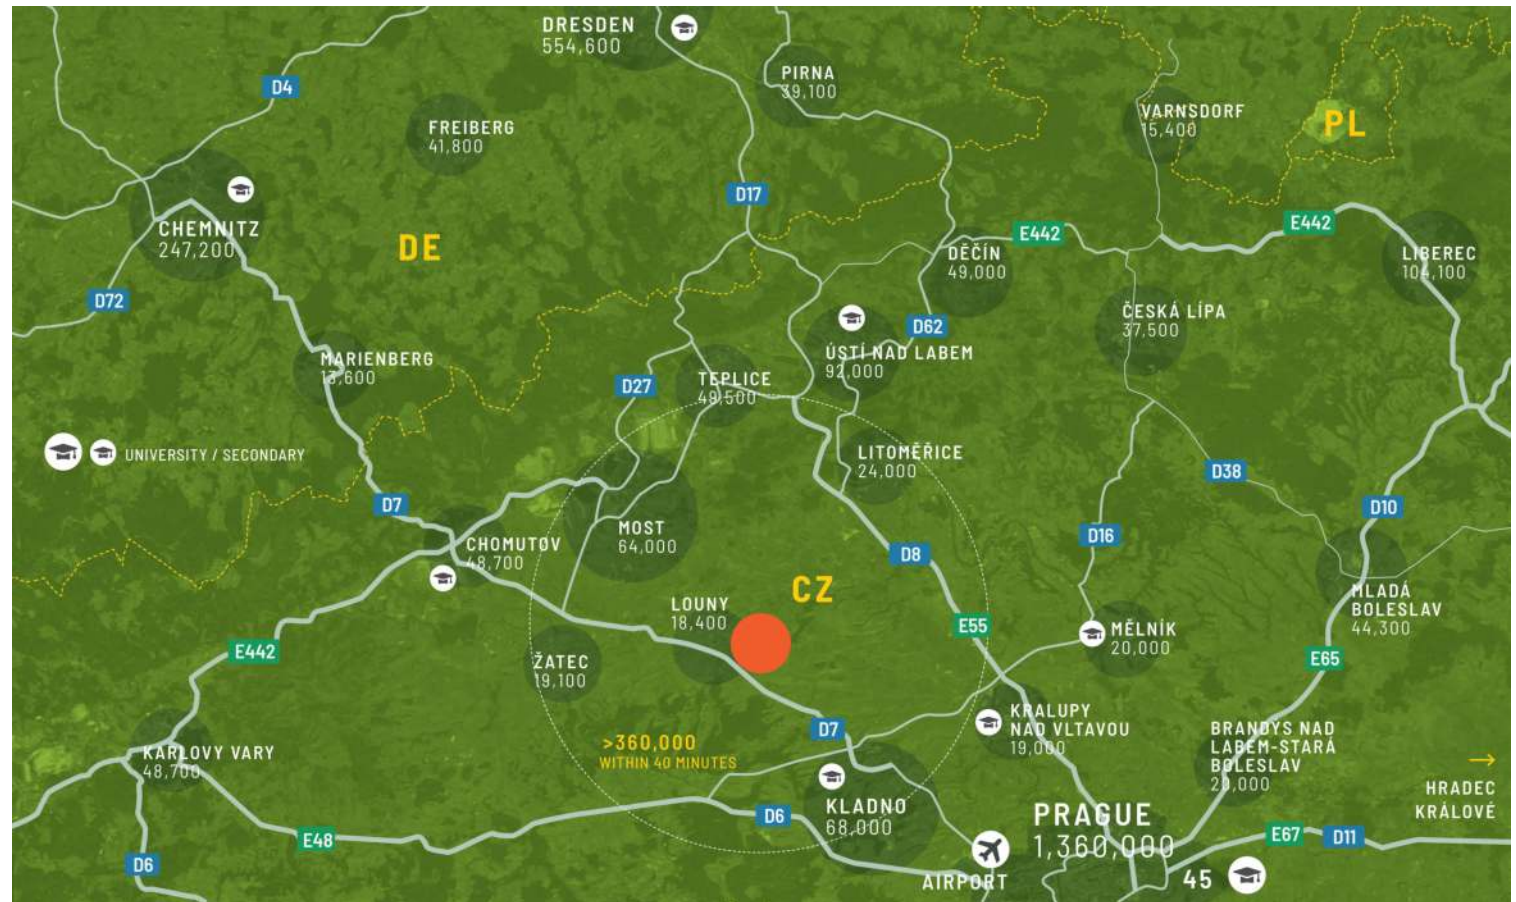 DRESDEN
554,600
PIRNA
39,100
D4
FREIBERG
41,800
VARNSDORF
15,400
PL
D17
CHEMNITZ
247,200
DE
E442
E442
DĚČÍN
49,000
LIBEREC
104,100
D72
ČESKÁ LÍPA
37,500
D62
ÚSTÍ NAD LABEM
92,000
MARIENBERG
13,600
D27
TEPLICE
48,500
UNIVERSITY / SECONDARY
LITOMĚŘICE
24,000
D38
D7
D10
MOST
64,000
D16
CHOMUTOV
48,700
D8
CZ
LOUNY
18,400
MLADÁ
BOLESLAV
44,300
E55
MĚLNÍK
20,000
E442
ŽATEC
19,100
E65
KRALUPY
NAD VLTAVOU
19,000
D7
BRANDÝS NAD
LABEM-STARÁ
BOLESLAV
20,000
>360,000
WITHIN 40 MINUTES
KARLOVY VARY
48,700
HRADEC
KRÁLOVÉ
KLADNO
68,000
D6
PRAGUE
1,360,000
E48
E67
D11
D6
AIRPORT
45